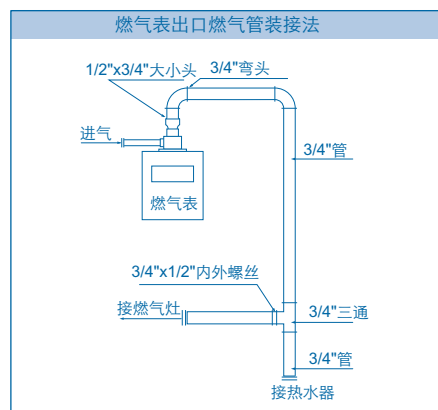 燃气表出口燃气管装接法
1/2"x3/4"大小头
3/4"弯头
进气
3/4"管
燃气表
3/4"x1/2"内外螺丝
接燃气灶
3/4"三通
3/4"管
接热水器